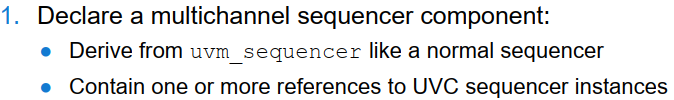 1. Declare a multichannel sequencer component:
• Derive from uvm_sequencer like a normal sequencer
• Contain one or more references to UVC sequencer instances